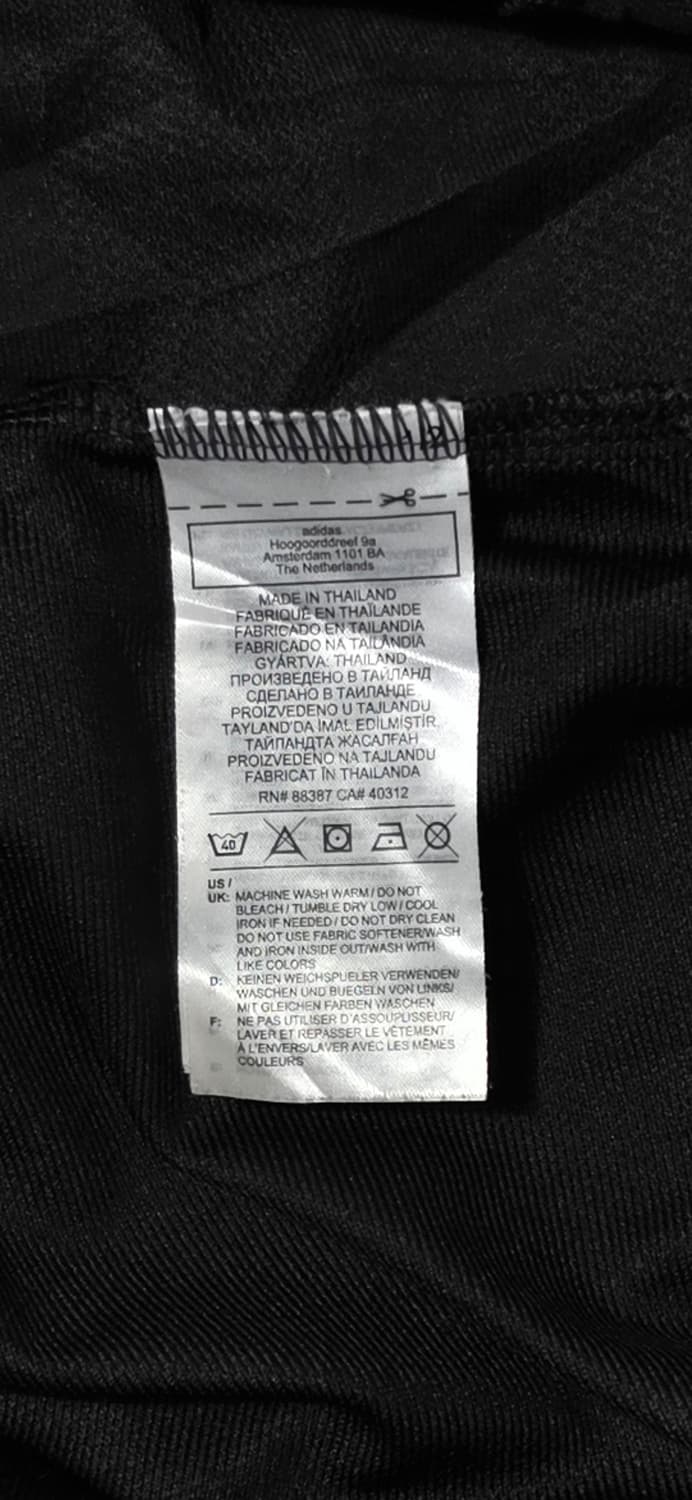 1 2
adidas
Hoogoorddreef 9a
Amsterdam 1101 BA
The Netherlands
MADE IN THAILAND
FABRIQUÉ EN THAÏLANDE
FABRICADO EN TAILANDIA
FABRICADO NA TAILÂNDIA
GYÁRTVA: THAILAND
ПРОИЗВЕДЕНО В ТАЙЛАНД
СДЕЛАНО В ТАИЛАНДЕ
PROIZVEDENO U TAJLANDU
TAYLAND'DA İMAL EDİLMİŞTİR
ТАЙЛАНДТА ЖАСАЛҒАН
PROIZVEDENO NA TAJLANDU
FABRICAT ÎN THAILANDA
RN# 88387 CA# 40312
40
US /
UK: MACHINE WASH WARM / DO NOT
BLEACH / TUMBLE DRY LOW / COOL
IRON IF NEEDED / DO NOT DRY CLEAN
DO NOT USE FABRIC SOFTENER/WASH
AND IRON INSIDE OUT/WASH WITH
LIKE COLORS
D: KEINEN WEICHSPUELER VERWENDEN/
WASCHEN UND BUEGELN VON LINKS/
MIT GLEICHEN FARBEN WASCHEN
F: NE PAS UTILISER D'ASSOUPLISSEUR/
LAVER ET REPASSER LE VÊTEMENT
À L'ENVERS/LAVER AVEC LES MÊMES
COULEURS